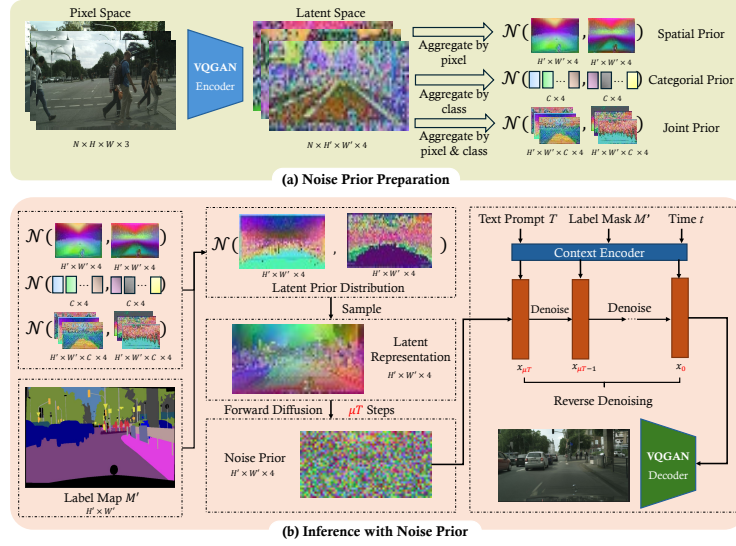 Pixel Space
Latent Space
VQGAN
Encoder
N × H × W × 3
N × H′ × W′ × 4
Aggregate by
pixel
Aggregate by
class
Aggregate by
pixel & class
𝒩( , )
H′ × W′ × 4 H′ × W′ × 4
Spatial Prior
𝒩( ⋯ , ⋯ )
C × 4
Categorial Prior
𝒩( , )
H′ × W′ × C × 4 H′ × W′ × C × 4
Joint Prior
(a) Noise Prior Preparation
𝒩( , )
H′ × W′ × 4 H′ × W′ × 4
𝒩( ⋯ , ⋯ )
C × 4
𝒩( , )
H′ × W′ × C × 4 H′ × W′ × C × 4
Label Map M′
H′ × W′
𝒩( , )
H′ × W′ × 4 H′ × W′ × 4
Latent Prior Distribution
Sample
Latent
Representation
H′ × W′ × 4
Forward Diffusion μT Steps
Noise Prior
H′ × W′ × 4
Text Prompt T Label Mask M′ Time t
Context Encoder
Denoise Denoise
⋯
x_μT x_μT−1 x_0
Reverse Denoising
VQGAN
Decoder
(b) Inference with Noise Prior